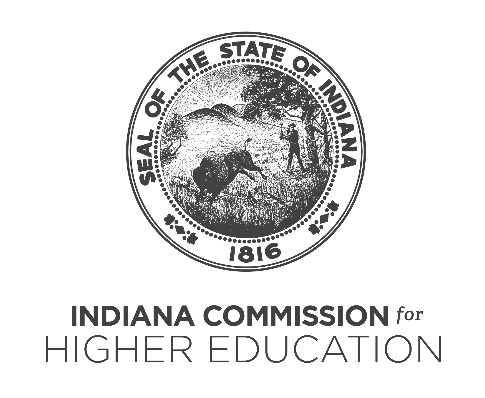 SEAL OF THE STATE OF INDIANA
1816
INDIANA COMMISSION for
HIGHER EDUCATION